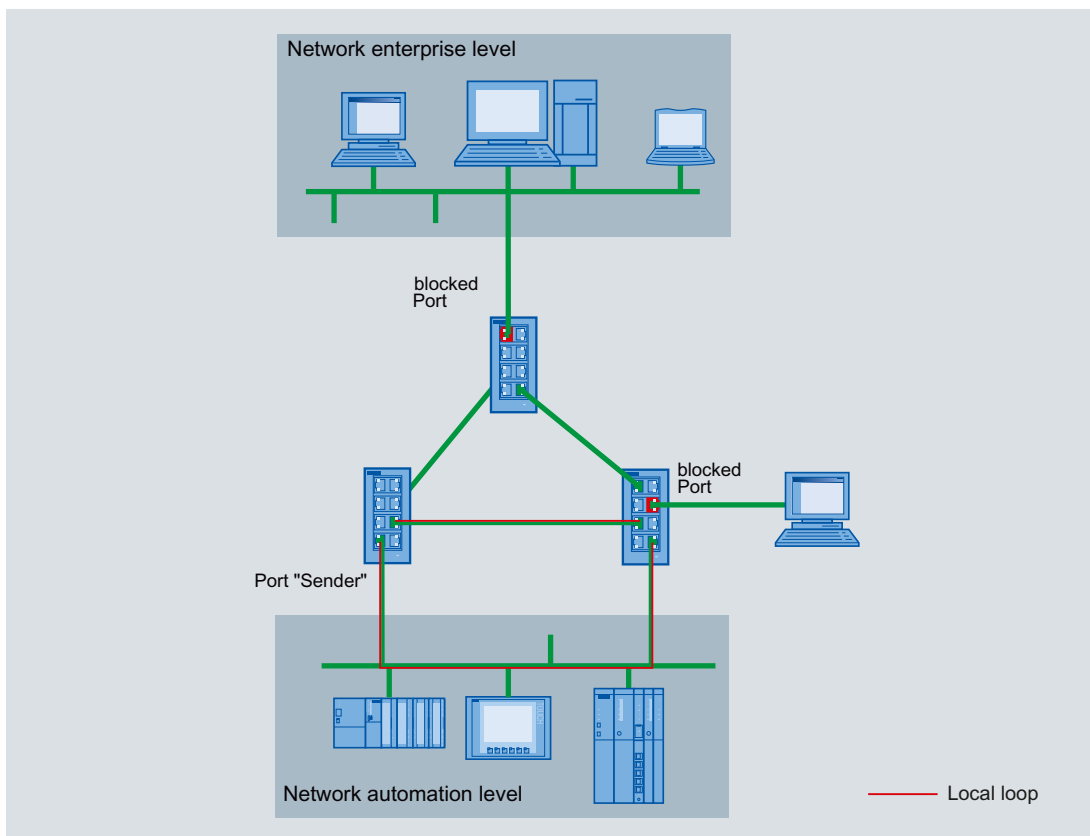 Network enterprise level
blocked
Port
blocked
Port
Port "Sender"
Network automation level
Local loop